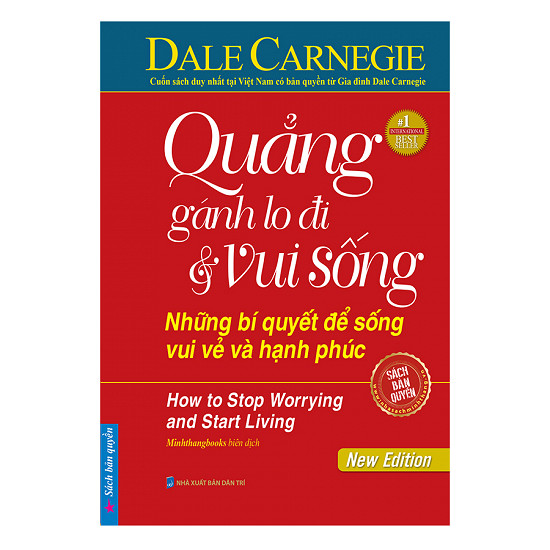 DALE CARNEGIE
Cuốn sách duy nhất tại Việt Nam có bản quyền từ Gia đình Dale Carnegie
#1
INTERNATIONAL
BEST
SELLER
Quẳng
gánh lo đi
& vui sống
Những bí quyết để sống
vui vẻ và hạnh phúc
SÁCH
BẢN
QUYỀN
How to Stop Worrying
and Start Living
Minhthangbooks biên dịch
New Edition
Sách bản quyền
NHÀ XUẤT BẢN DÂN TRÍ